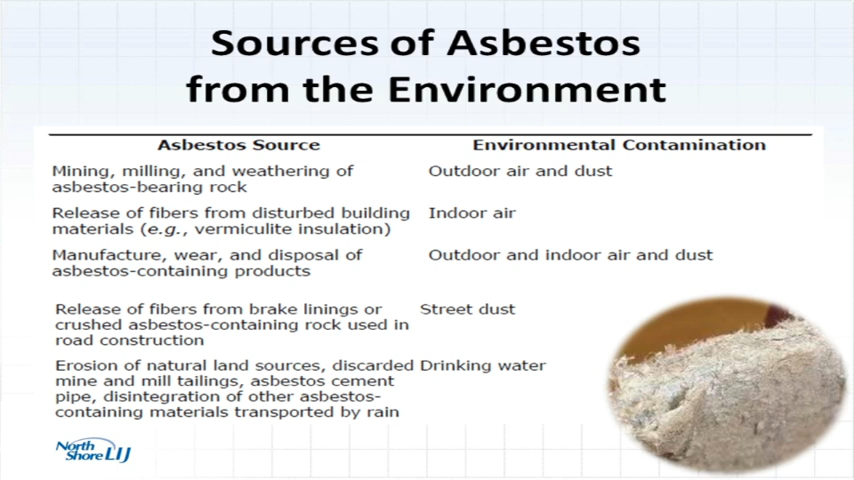 Sources of Asbestos
from the Environment
Asbestos Source Environmental Contamination
Mining, milling, and weathering of Outdoor air and dust
asbestos-bearing rock
Release of fibers from disturbed building Indoor air
materials (e.g., vermiculite insulation)
Manufacture, wear, and disposal of Outdoor and indoor air and dust
asbestos-containing products
Release of fibers from brake linings or Street dust
crushed asbestos-containing rock used in
road construction
Erosion of natural land sources, discarded Drinking water
mine and mill tailings, asbestos cement
pipe, disintegration of other asbestos-
containing materials transported by rain
North
Shore LIJ